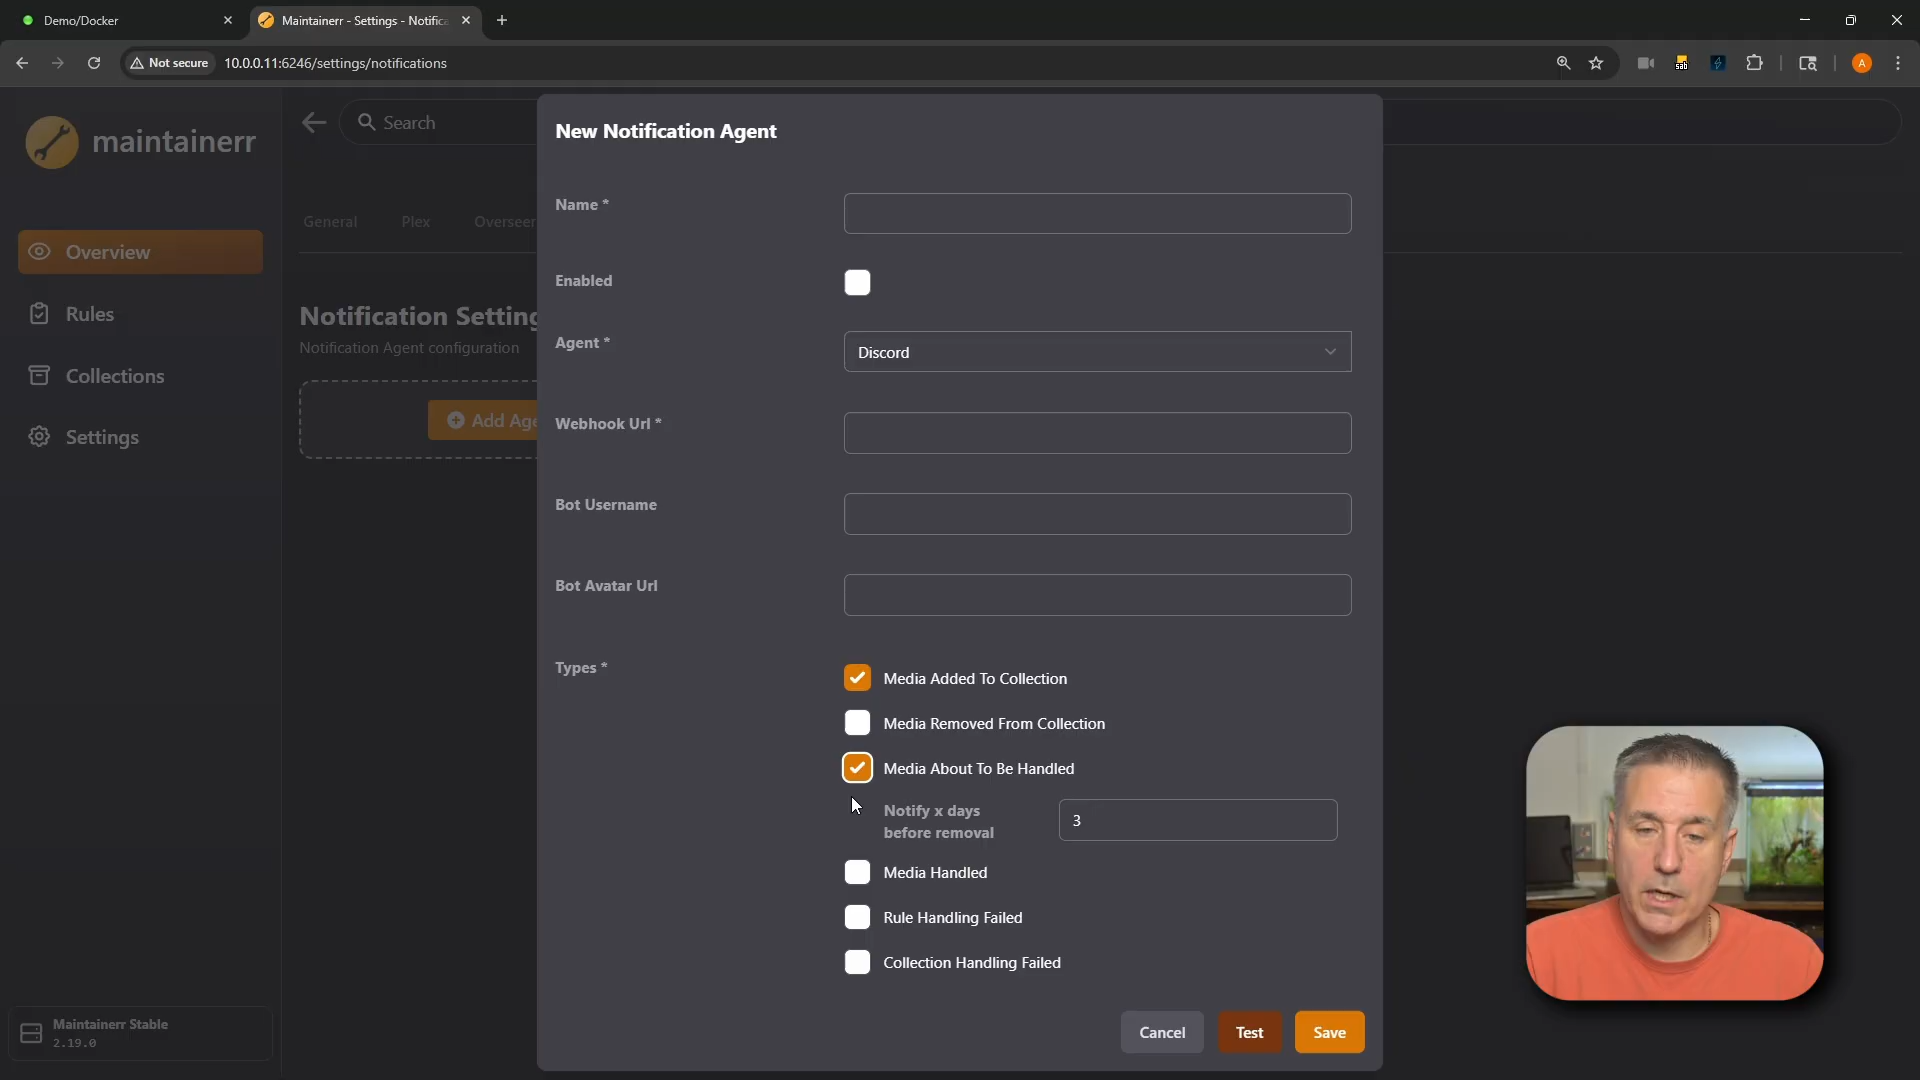 Demo/Docker
Maintainerr - Settings - Notific
Not secure
10.0.0.11:6246/settings/notifications
sab
A
maintainerr
Search
Overview
Rules
Collections
Settings
General
Plex
Overseer
Notification Setting
Notification Agent configuration
Add Age
New Notification Agent
Name *
Enabled
Agent *
Discord
Webhook Url *
Bot Username
Bot Avatar Url
Types *
Media Added To Collection
Media Removed From Collection
Media About To Be Handled
Notify x days
before removal
3
Media Handled
Rule Handling Failed
Collection Handling Failed
Cancel
Test
Save
Maintainerr Stable
2.19.0